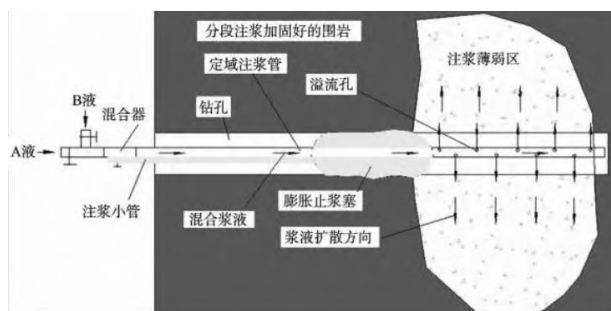 分段注浆加固好的围岩
定域注浆管
注浆薄弱区
溢流孔
B液
混合器
钻孔
A液
注浆小管
混合浆液
膨胀止浆塞
浆液扩散方向